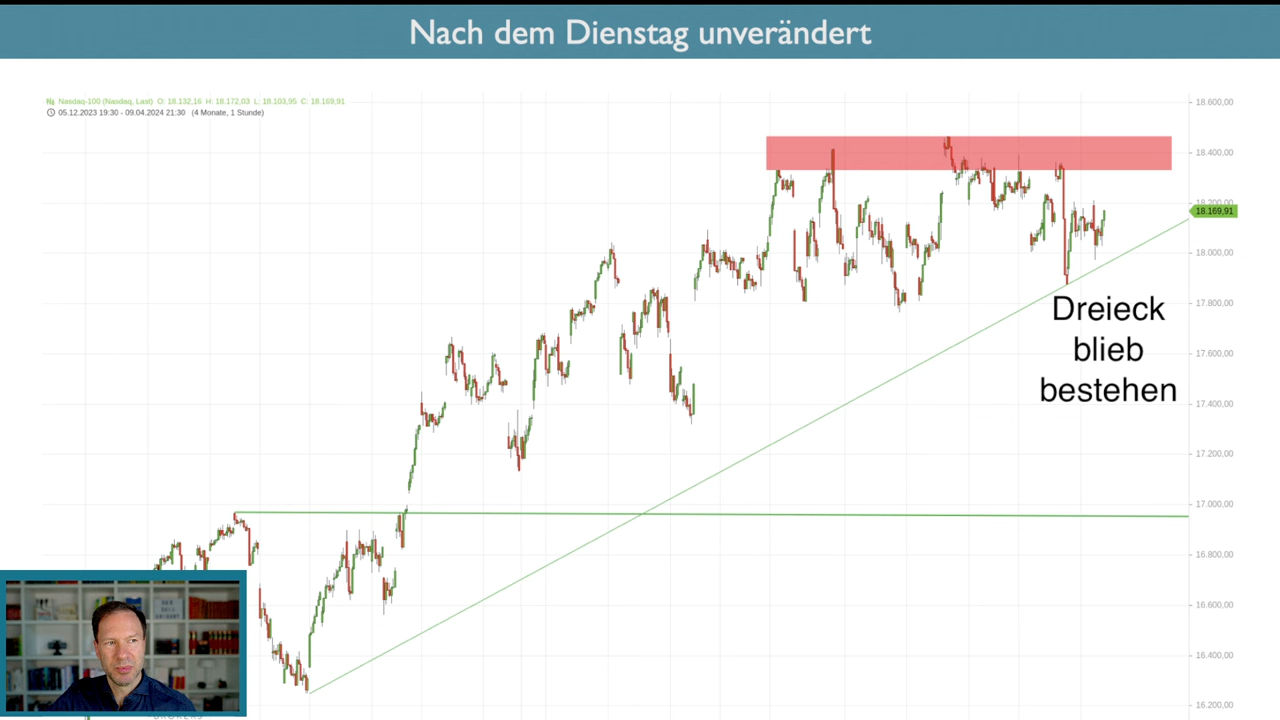 Nach dem Dienstag unverändert
Nasdaq-100 (Nasdaq, Last) O: 18.132,16 H: 18.172,03 L: 18.103,95 C: 18.169,91
05.12.2023 19:30 - 09.04.2024 21:30 (4 Monate, 1 Stunde)
18.600,00
18.400,00
18.200,00
18.169,91
18.000,00
17.800,00
Dreieck
blieb
bestehen
17.600,00
17.400,00
17.200,00
17.000,00
16.800,00
16.600,00
16.400,00
16.200,00